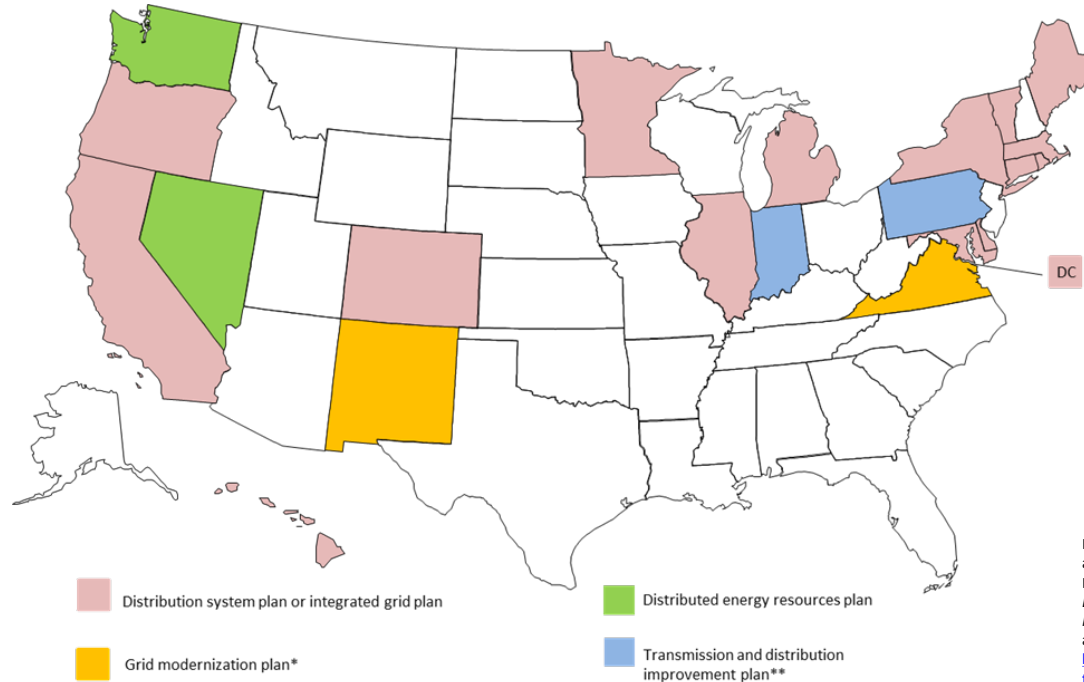 DC
Distribution system plan or integrated grid plan
Distributed energy resources plan
Grid modernization plan*
Transmission and distribution
improvement plan**